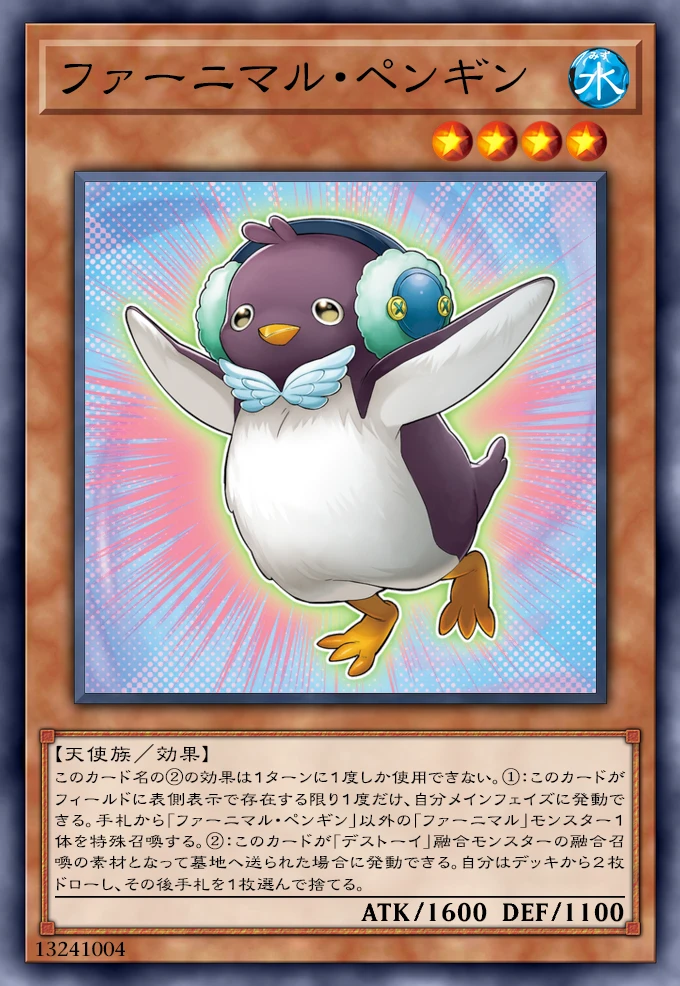 ファーニマル・ペンギン
みず
水
【天使族／効果】
このカード名の②の効果は１ターンに１度しか使用できない。①：このカードが
フィールドに表側表示で存在する限り１度だけ、自分メインフェイズに発動で
きる。手札から「ファーニマル・ペンギン」以外の「ファーニマル」モンスター１
体を特殊召喚する。②：このカードが「デストーイ」融合モンスターの融合召
喚の素材となって墓地へ送られた場合に発動できる。自分はデッキから２枚
ドローし、その後手札を１枚選んで捨てる。
ATK/1600 DEF/1100
13241004